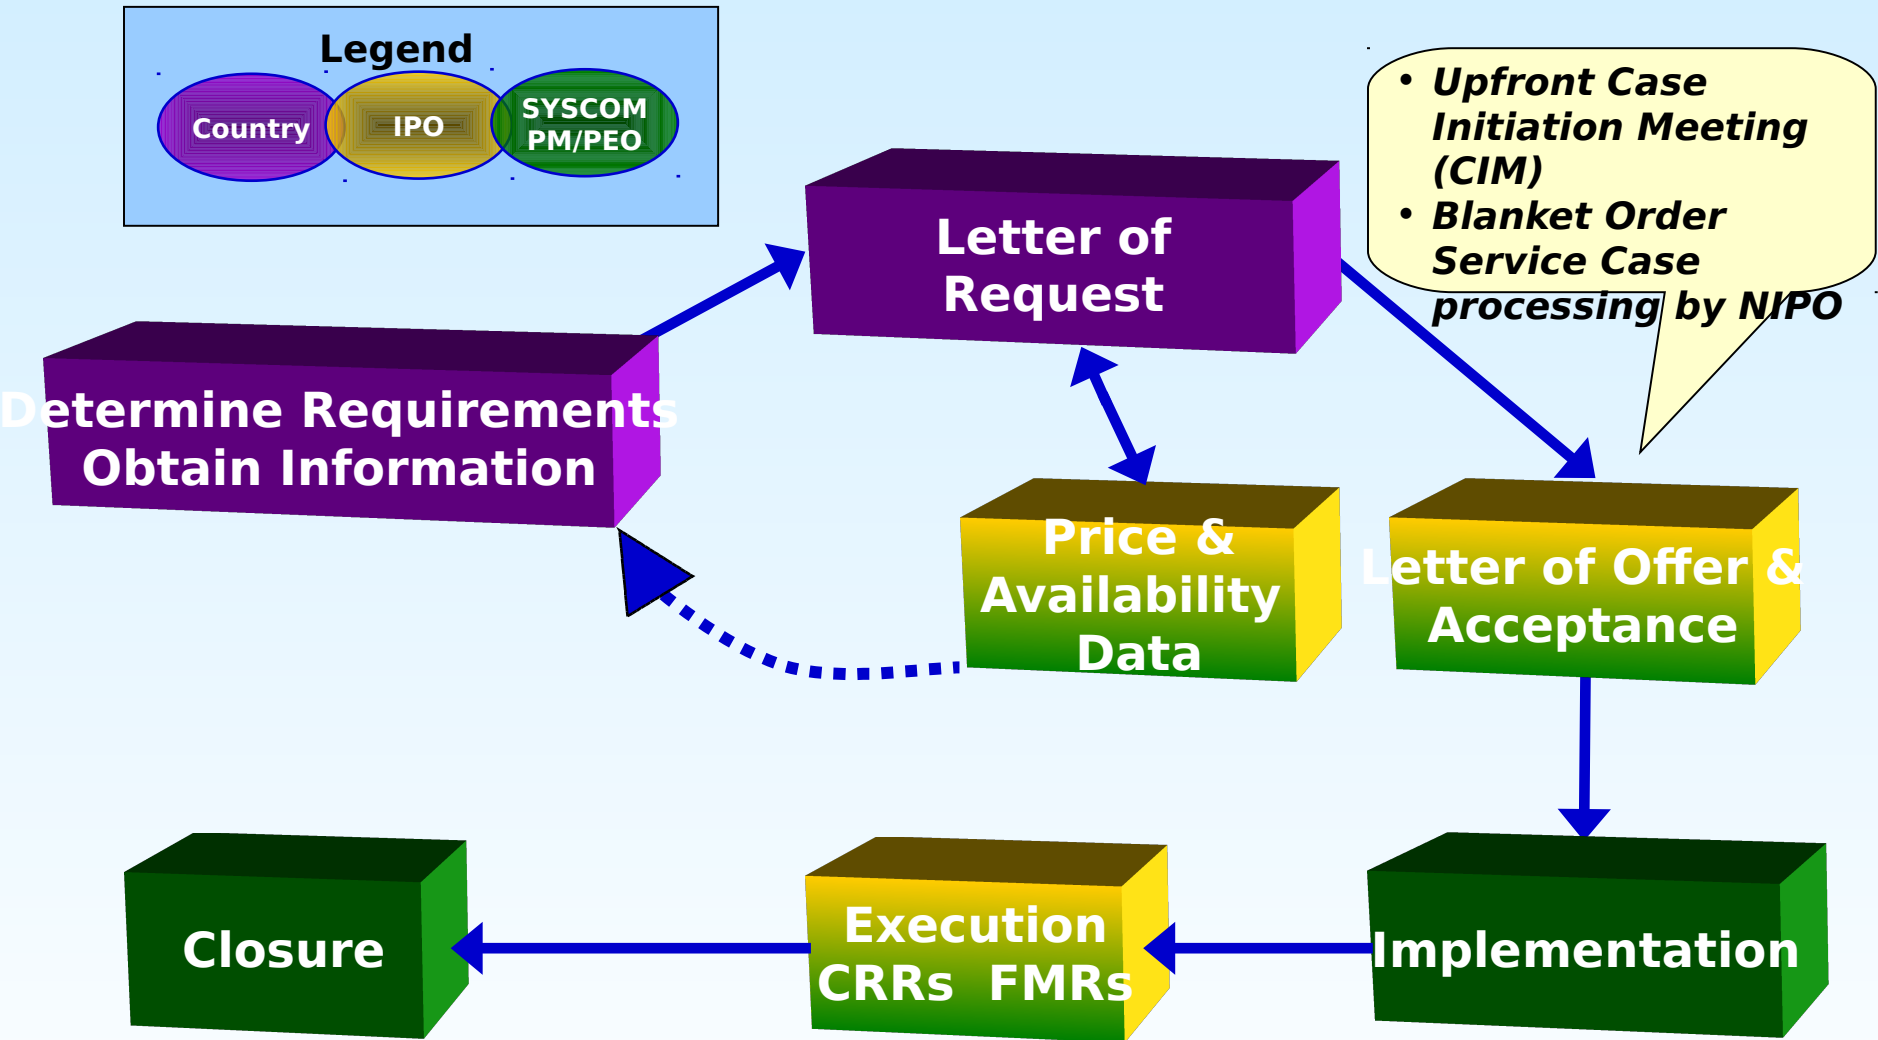 Legend
Country
IPO
SYSCOM
PM/PEO
• Upfront Case
Initiation Meeting
(CIM)
• Blanket Order
Service Case
processing by NIPO
Letter of
Request
Determine Requirements
Obtain Information
Price &
Availability
Data
Letter of Offer &
Acceptance
Closure
Execution
CRRs FMRs
Implementation